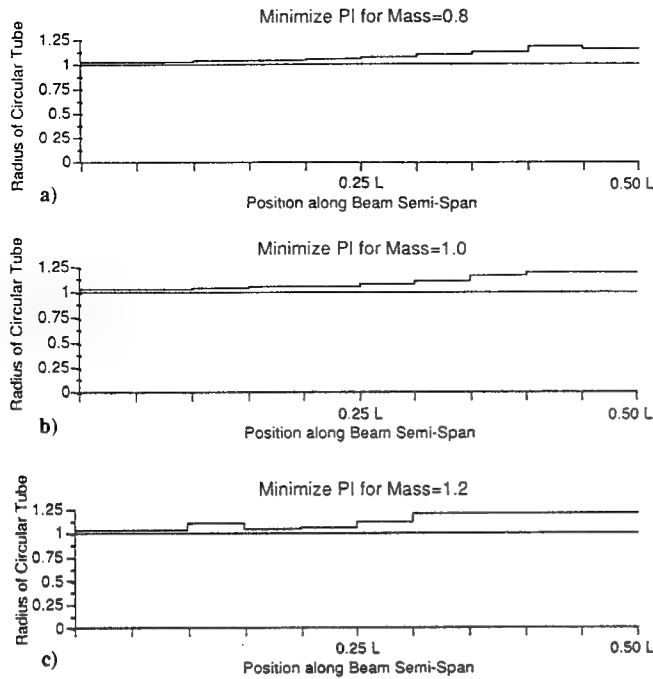 Minimize PI for Mass=0.8
Radius of Circular Tube
1.25
1
0.75
0 25
0
0.25 L
0.50 L
Position along Beam Semi-Span
a)
Minimize PI for Mass=1.0
Radius of Circular Tube
1.25
1
0.75
0.5
0.25
0
0.25 L
0.50 L
Position along Beam Semi-Span
b)
Minimize PI for Mass=1.2
Radius of Circular Tube
1.25
1
0.75
0.5
0.25
0
0.25 L
0.50 L
Position along Beam Semi-Span
c)